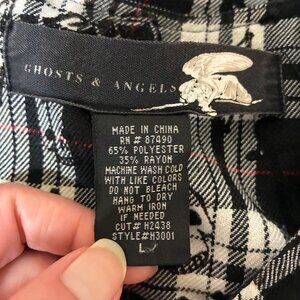 GHOSTS & ANGELS
MADE IN CHINA
RN # 87490
65% POLYESTER
35% RAYON
MACHINE WASH COLD
WITH LIKE COLORS
DO NOT BLEACH
HANG TO DRY
WARM IRON
IF NEEDED
CUT# H2438
STYLE#H3001
L